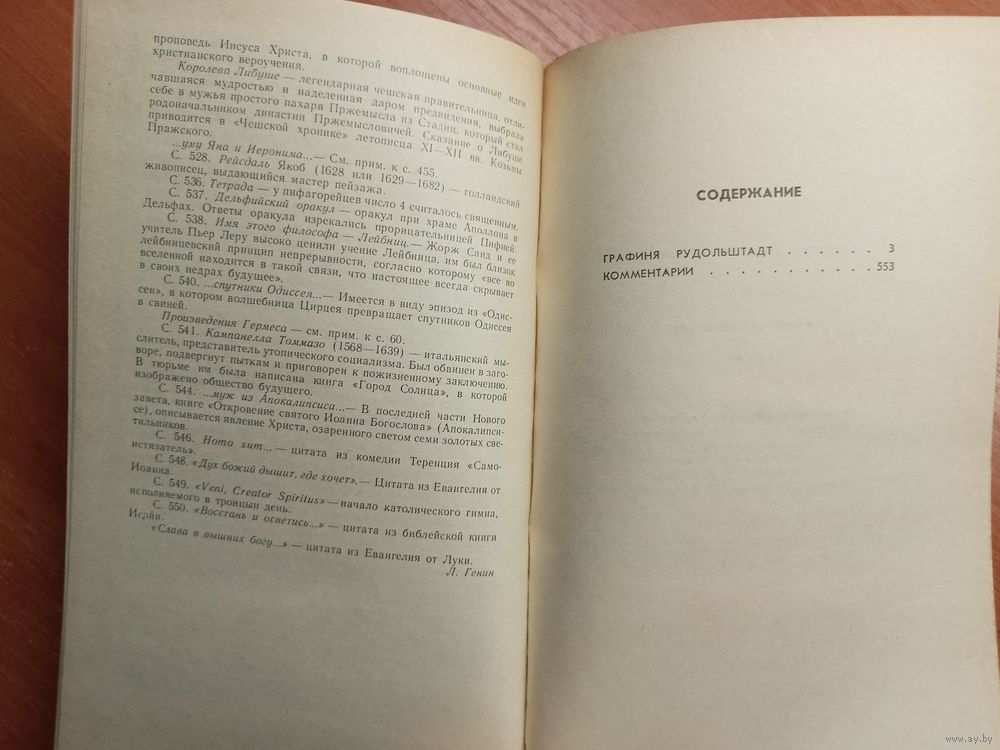 проповедь Иисуса Христа, в которой воплощены основные идеи
христианского вероучения.
Королева Либуше — легендарная чешская правительница, отли-
чавшаяся мудростью и наделенная даром предвидения, выбрала
себе в мужья простого пахаря Пржемысла из Стадиц, который стал
родоначальником династии Пржемысловичей. Сказание о Либуше
приводится в «Чешской хронике» летописца XI—XII вв. Козьмы
Пражского.
...уму Яна и Иеронима...— См. прим. к с. 455.
С. 528. Рейсдаль Якоб (1628 или 1629—1682) — голландский
живописец, выдающийся мастер пейзажа.
С. 536. Тетрада — у пифагорейцев число 4 считалось священным.
С. 537. Дельфийский оракул — оракул при храме Аполлона в
Дельфах. Ответы оракула изрекались прорицательницей Пифией.
С. 538. Имя этого философа — Лейбниц.— Жорж Санд и ее
учитель Пьер Леру высоко ценили учение Лейбница, им был близок
лейбницевский принцип непрерывности, согласно которому «все во
вселенной находится в такой связи, что настоящее всегда скрывает
в своих недрах будущее».
С. 540. ...спутники Одиссея...— Имеется в виду эпизод из «Одис-
сеи», в котором волшебница Цирцея превращает спутников Одиссея
в свиней.
Произведения Гермеса — см. прим. к с. 60.
С. 541. Кампанелла Томмазо (1568—1639) — итальянский мы-
слитель, представитель утопического социализма. Был обвинен в заго-
воре, подвергнут пыткам и приговорен к пожизненному заключению.
В тюрьме им была написана книга «Город Солнца», в которой
изображено общество будущего.
С. 544. ...муж из Апокалипсиса...— В последней части Нового
завета, книге «Откровение святого Иоанна Богослова» (Апокалипси-
се), описывается явление Христа, озаренного светом семи золотых све-
тильников.
С. 546. Homo sum... — цитата из комедии Теренция «Само-
истязатель».
С. 548. «Дух божий дышит, где хочет».— Цитата из Евангелия от
Иоанна.
С. 549. «Veni, Creator Spiritus» — начало католического гимна,
исполняемого в троицын день.
С. 550. «Восстань и осветись...» — цитата из библейской книги
Исайи.
«Слава в вышних богу...» — цитата из Евангелия от Луки.
Л. Генин
СОДЕРЖАНИЕ
ГРАФИНЯ РУДОЛЬШТАДТ . . . . . . 3
КОММЕНТАРИИ . . . . . . . . . 553
www.ay.by